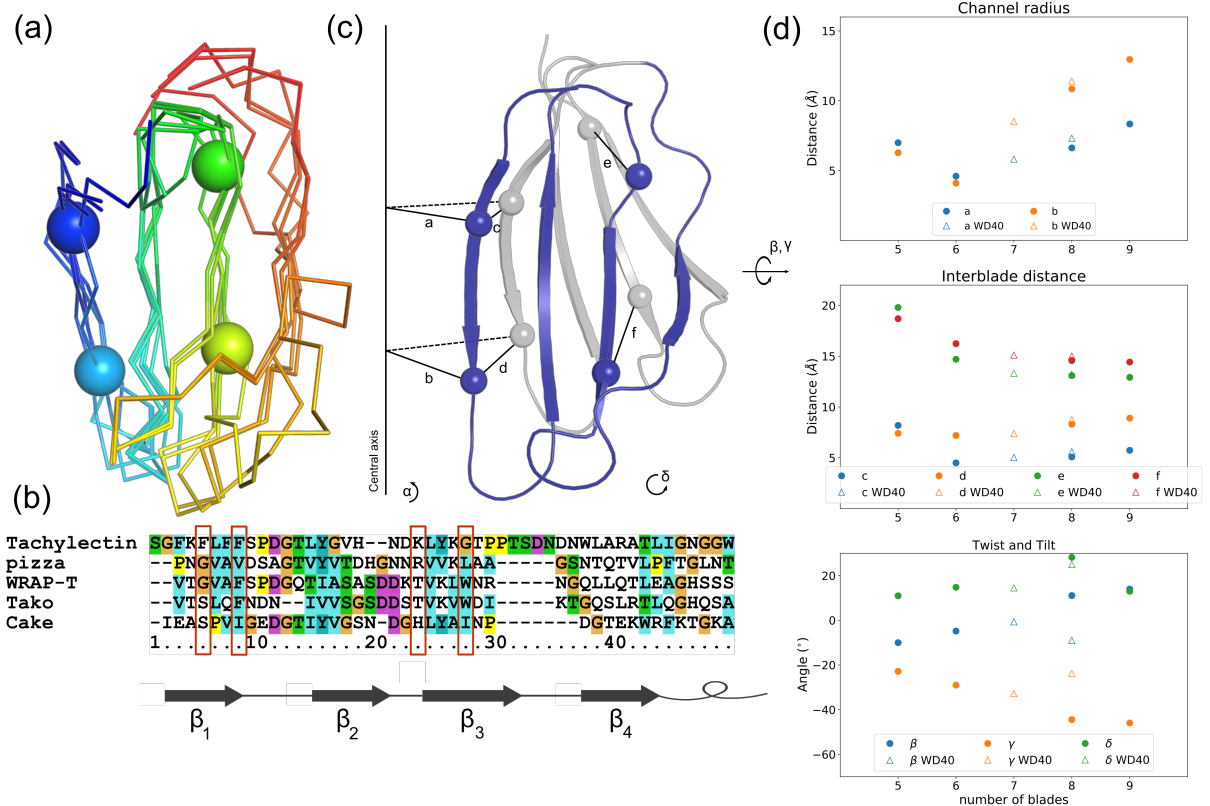 (a)
(c)
(d)
a
c
b
d
e
f
Central axis
α
δ
β, γ
(b)
Tachylectin SGFKFLFFSPDGTLYGVH--NDKLYKGTPPTSDNDNWLARATLIGNGGW
pizza --PNGVAVDSAGTVYVTDHGNNRVVKLAA-----GSNTQTVLPFTGLNT
WRAP-T --VTGVAFSPDGQTIASASDDKTVKLWNR-----NGQLLQTLEAGHSSS
Tako --VTSLQFNDN--IVVSGSDDSTVKVWDI-----KTGQSLRTLQGHQSA
Cake -IEASPVIGEDGTIYVGSN-DGHLYAINP-------DGTEKWRFKTGKA
1.......10........20........30........40.........
β1 β2 β3 β4
Channel radius
Distance (Å)
15
10
5
a b
a WD40 b WD40
5 6 7 8 9
Interblade distance
Distance (Å)
20
15
10
5
c d e f
c WD40 d WD40 e WD40 f WD40
5 6 7 8 9
Twist and Tilt
Angle (°)
20
0
−20
−40
−60
β γ δ
β WD40 γ WD40 δ WD40
5 6 7 8 9
number of blades